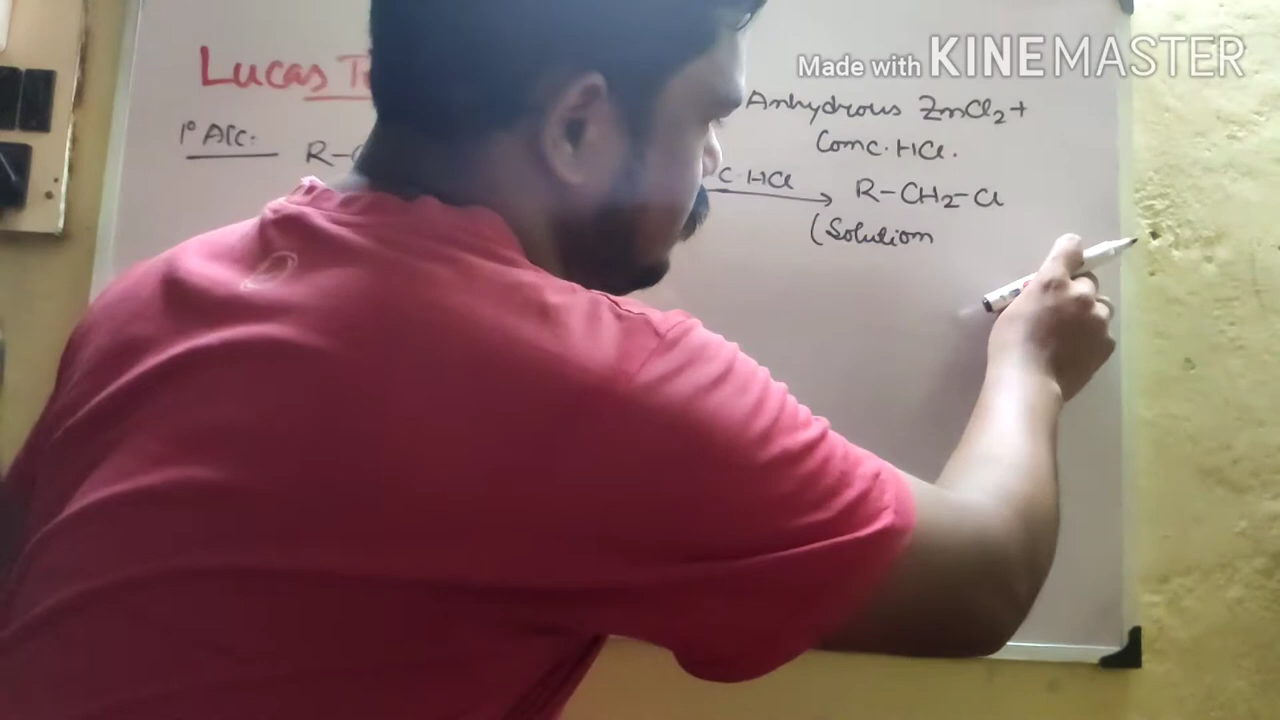 Made with KINEMASTER
Lucas
Anhydrous ZnCl2 +
Conc. HCl.
1° Alc:
R-
C. HCl
R-CH2-Cl
(Solution